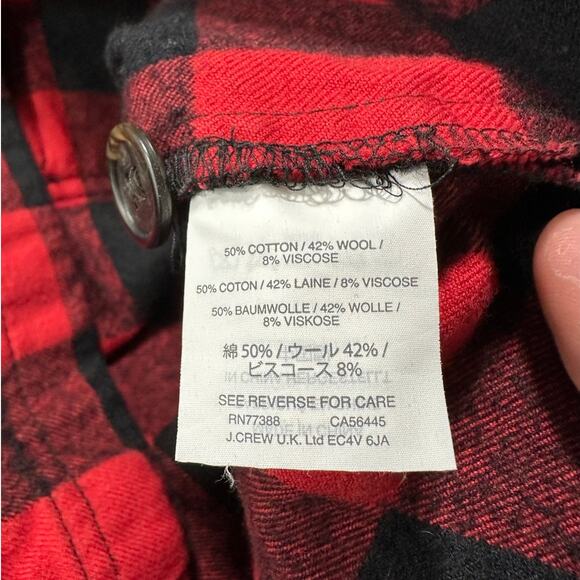 50% COTTON / 42% WOOL /
8% VISCOSE
50% COTON / 42% LAINE / 8% VISCOSE
50% BAUMWOLLE / 42% WOLLE /
8% VISKOSE
綿 50% / ウール 42% /
ビスコース 8%
SEE REVERSE FOR CARE
RN77388 CA56445
J.CREW U.K. Ltd EC4V 6JA